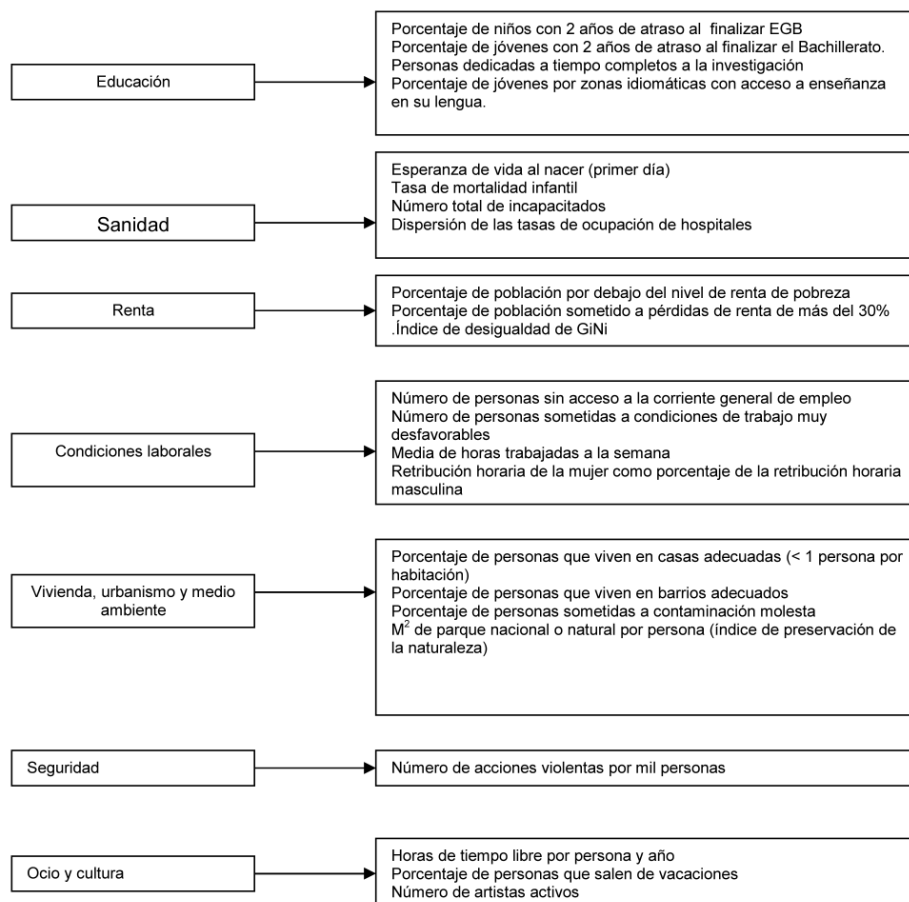 Educación
Porcentaje de niños con 2 años de atraso al finalizar EGB
Porcentaje de jóvenes con 2 años de atraso al finalizar el Bachillerato.
Personas dedicadas a tiempo completos a la investigación
Porcentaje de jóvenes por zonas idiomáticas con acceso a enseñanza
en su lengua.
Sanidad
Esperanza de vida al nacer (primer día)
Tasa de mortalidad infantil
Número total de incapacitados
Dispersión de las tasas de ocupación de hospitales
Renta
Porcentaje de población por debajo del nivel de renta de pobreza
Porcentaje de población sometido a pérdidas de renta de más del 30%
.Índice de desigualdad de GiNi
Condiciones laborales
Número de personas sin acceso a la corriente general de empleo
Número de personas sometidas a condiciones de trabajo muy
desfavorables
Media de horas trabajadas a la semana
Retribución horaria de la mujer como porcentaje de la retribución horaria
masculina
Vivienda, urbanismo y medio
ambiente
Porcentaje de personas que viven en casas adecuadas (< 1 persona por
habitación)
Porcentaje de personas que viven en barrios adecuados
Porcentaje de personas sometidas a contaminación molesta
M² de parque nacional o natural por persona (índice de preservación de
la naturaleza)
Seguridad
Número de acciones violentas por mil personas
Ocio y cultura
Horas de tiempo libre por persona y año
Porcentaje de personas que salen de vacaciones
Número de artistas activos